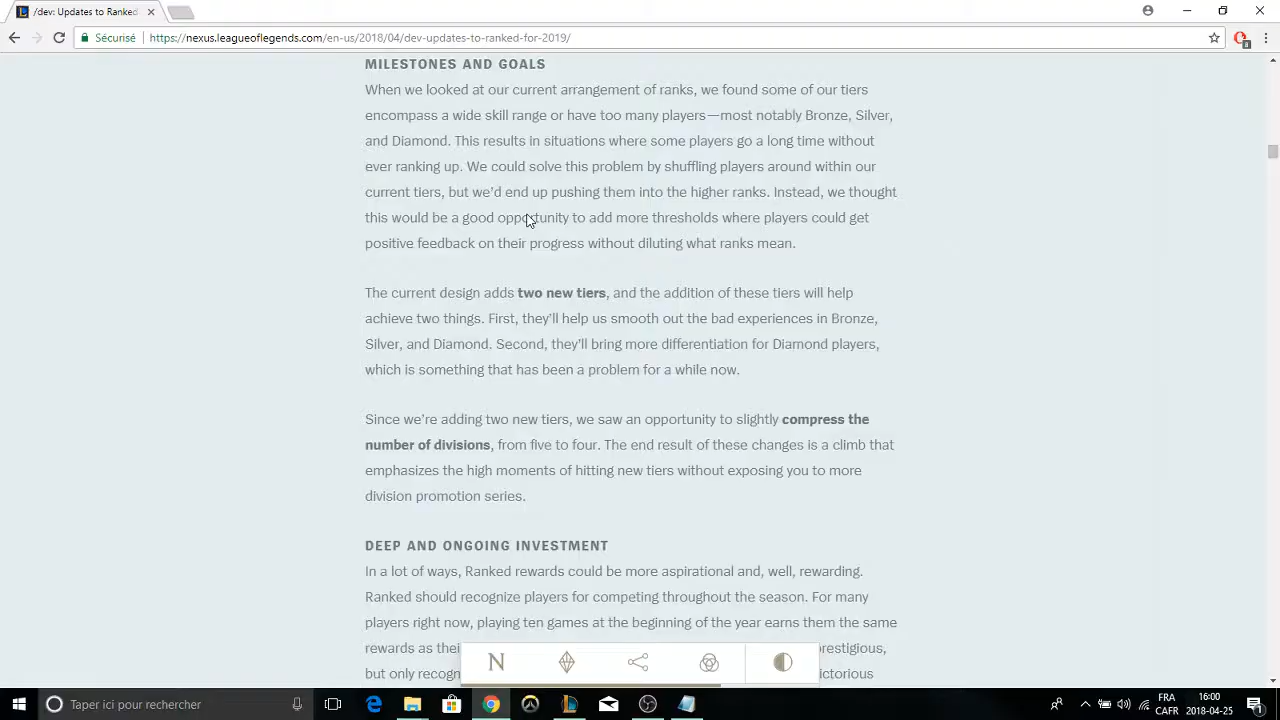 /dev: Updates to Ranked
Sécurisé
https://nexus.leagueoflegends.com/en-us/2018/04/dev-updates-to-ranked-for-2019/
MILESTONES AND GOALS
When we looked at our current arrangement of ranks, we found some of our tiers
encompass a wide skill range or have too many players—most notably Bronze, Silver,
and Diamond. This results in situations where some players go a long time without
ever ranking up. We could solve this problem by shuffling players around within our
current tiers, but we'd end up pushing them into the higher ranks. Instead, we thought
this would be a good opportunity to add more thresholds where players could get
positive feedback on their progress without diluting what ranks mean.
The current design adds two new tiers, and the addition of these tiers will help
achieve two things. First, they'll help us smooth out the bad experiences in Bronze,
Silver, and Diamond. Second, they'll bring more differentiation for Diamond players,
which is something that has been a problem for a while now.
Since we're adding two new tiers, we saw an opportunity to slightly compress the
number of divisions, from five to four. The end result of these changes is a climb that
emphasizes the high moments of hitting new tiers without exposing you to more
division promotion series.
DEEP AND ONGOING INVESTMENT
In a lot of ways, Ranked rewards could be more aspirational and, well, rewarding.
Ranked should recognize players for competing throughout the season. For many
players right now, playing ten games at the beginning of the year earns them the same
rewards as thei
restigious,
but only recogn
ictorious
N
Taper ici pour rechercher
FRA
CAFR
16:00
2018-04-25